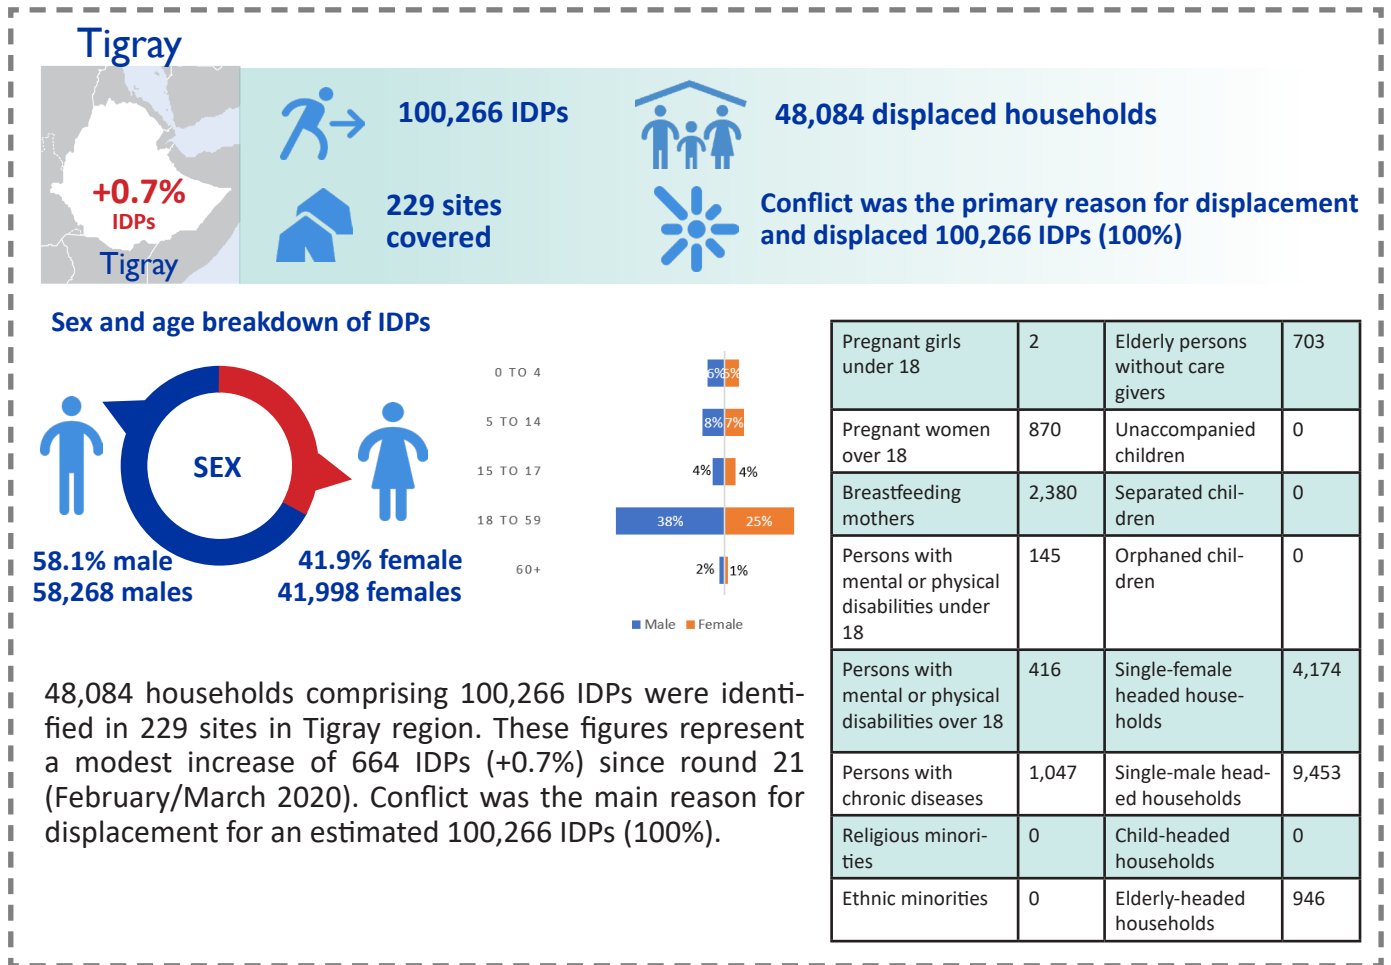 Tigray
+0.7%
IDPs
Tigray
100,266 IDPs
48,084 displaced households
229 sites
covered
Conflict was the primary reason for displacement
and displaced 100,266 IDPs (100%)
Sex and age breakdown of IDPs
SEX
58.1% male
58,268 males
41.9% female
41,998 females
0 TO 4
6% 5%
5 TO 14
8% 7%
15 TO 17
4% 4%
18 TO 59
38% 25%
60+
2% 1%
Male Female
48,084 households comprising 100,266 IDPs were identi-
fied in 229 sites in Tigray region. These figures represent
a modest increase of 664 IDPs (+0.7%) since round 21
(February/March 2020). Conflict was the main reason for
displacement for an estimated 100,266 IDPs (100%).
Pregnant girls
under 18
2
Elderly persons
without care
givers
703
Pregnant women
over 18
870
Unaccompanied
children
0
Breastfeeding
mothers
2,380
Separated chil-
dren
0
Persons with
mental or physical
disabilities under
18
145
Orphaned chil-
dren
0
Persons with
mental or physical
disabilities over 18
416
Single-female
headed house-
holds
4,174
Persons with
chronic diseases
1,047
Single-male head-
ed households
9,453
Religious minori-
ties
0
Child-headed
households
0
Ethnic minorities
0
Elderly-headed
households
946